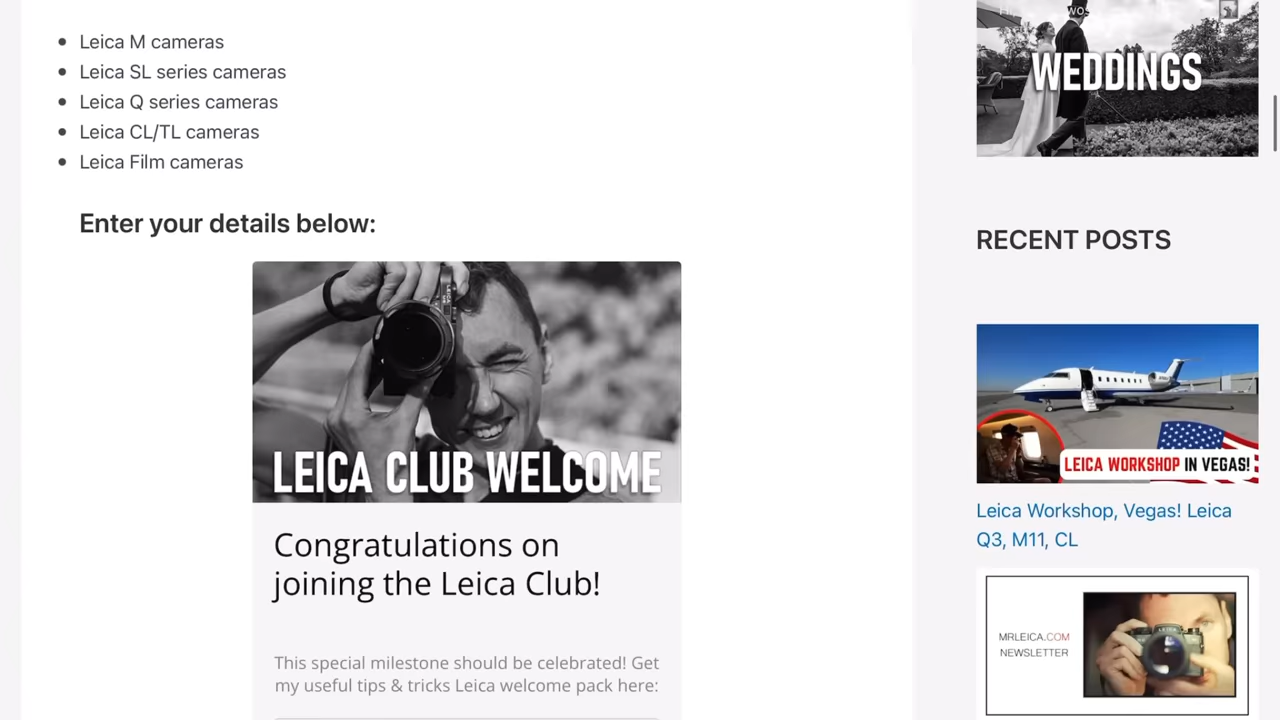 Leica M cameras
Leica SL series cameras
Leica Q series cameras
Leica CL/TL cameras
Leica Film cameras
Enter your details below:
LEICA
LEICA CLUB WELCOME
Congratulations on
joining the Leica Club!
This special milestone should be celebrated! Get
my useful tips & tricks Leica welcome pack here:
WEDDINGS
RECENT POSTS
LEICA WORKSHOP IN VEGAS!
Leica Workshop, Vegas! Leica
Q3, M11, CL
MRLEICA.COM
NEWSLETTER
LEICA